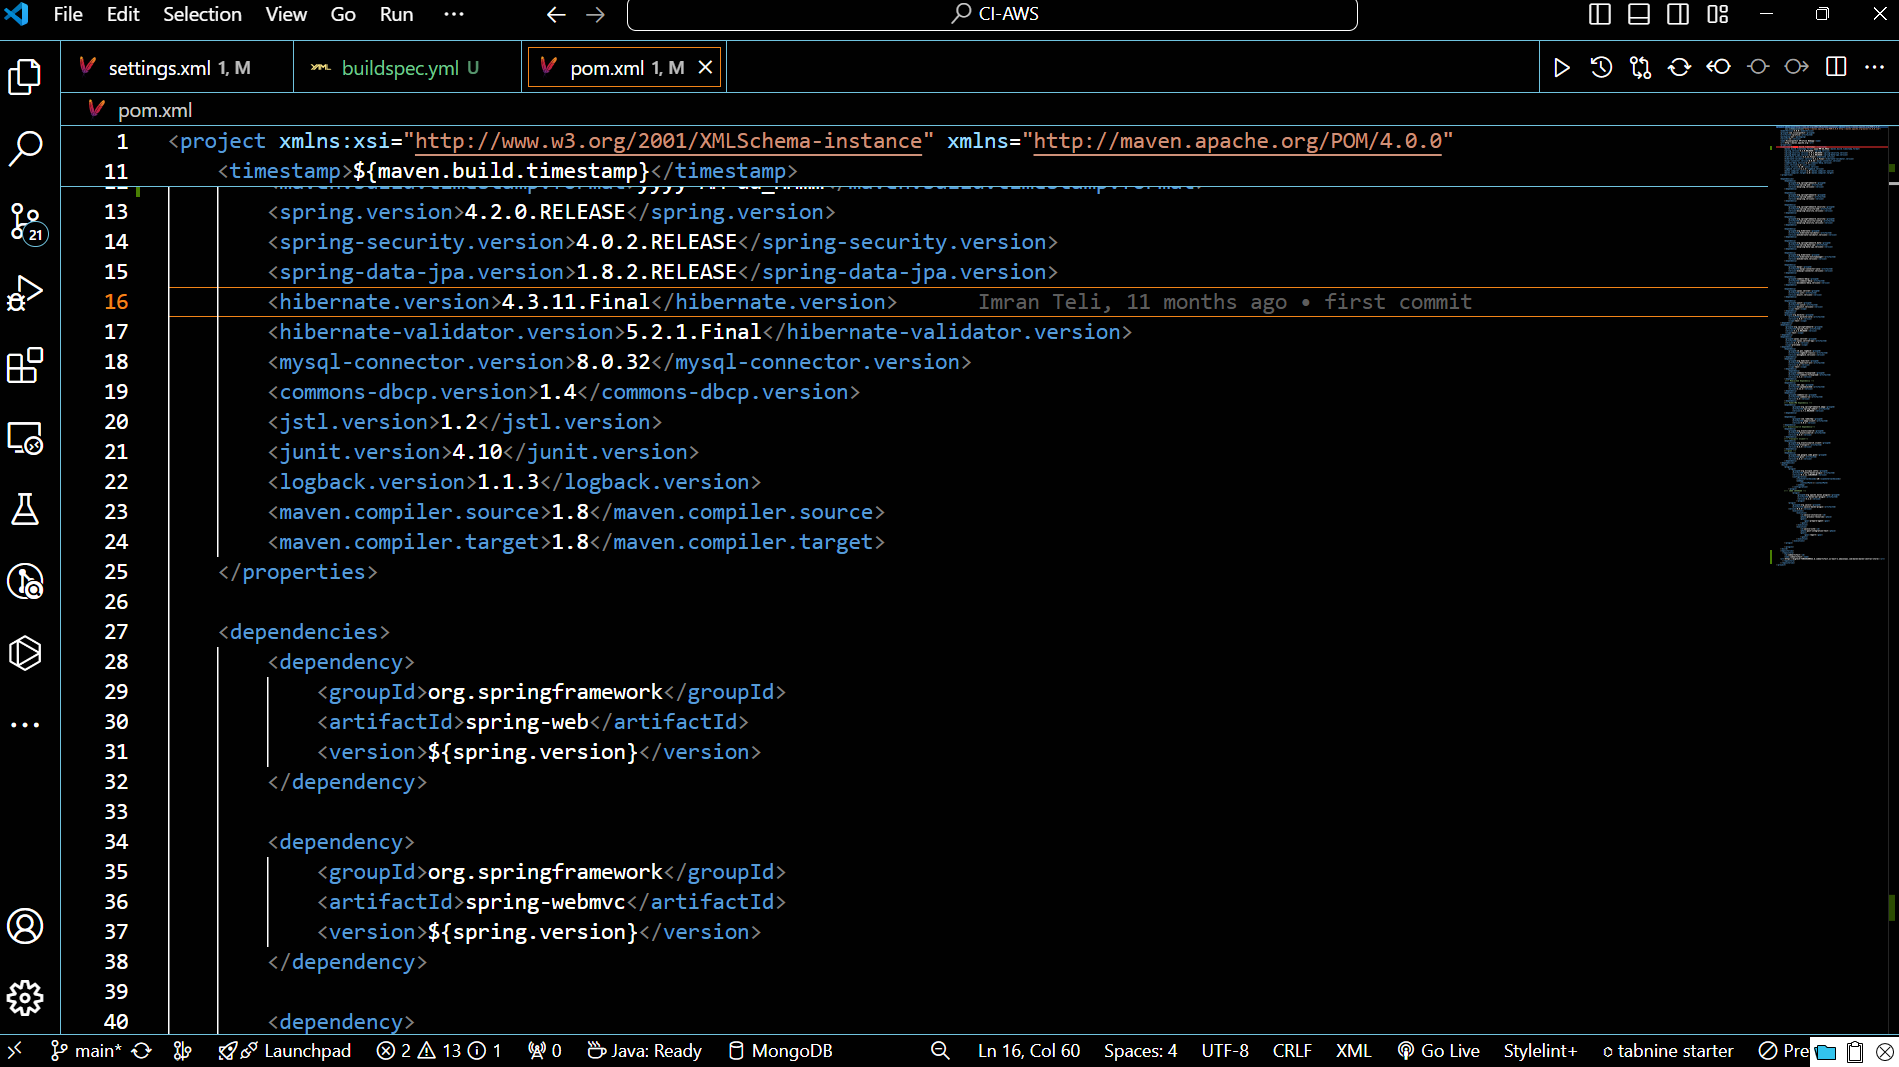 File Edit Selection View Go Run ···
CI-AWS
settings.xml 1, M
buildspec.yml U
pom.xml 1, M
pom.xml
1 <project xmlns:xsi="http://www.w3.org/2001/XMLSchema-instance" xmlns="http://maven.apache.org/POM/4.0.0"
11 <timestamp>${maven.build.timestamp}</timestamp>
13 <spring.version>4.2.0.RELEASE</spring.version>
14 <spring-security.version>4.0.2.RELEASE</spring-security.version>
15 <spring-data-jpa.version>1.8.2.RELEASE</spring-data-jpa.version>
16 <hibernate.version>4.3.11.Final</hibernate.version> Imran Teli, 11 months ago • first commit
17 <hibernate-validator.version>5.2.1.Final</hibernate-validator.version>
18 <mysql-connector.version>8.0.32</mysql-connector.version>
19 <commons-dbcp.version>1.4</commons-dbcp.version>
20 <jstl.version>1.2</jstl.version>
21 <junit.version>4.10</junit.version>
22 <logback.version>1.1.3</logback.version>
23 <maven.compiler.source>1.8</maven.compiler.source>
24 <maven.compiler.target>1.8</maven.compiler.target>
25 </properties>
26
27 <dependencies>
28 <dependency>
29 <groupId>org.springframework</groupId>
30 <artifactId>spring-web</artifactId>
31 <version>${spring.version}</version>
32 </dependency>
33
34 <dependency>
35 <groupId>org.springframework</groupId>
36 <artifactId>spring-webmvc</artifactId>
37 <version>${spring.version}</version>
38 </dependency>
39
40 <dependency>
21
main* Launchpad 2 13 1 0 Java: Ready MongoDB Ln 16, Col 60 Spaces: 4 UTF-8 CRLF XML Go Live Stylelint+ tabnine starter Pre